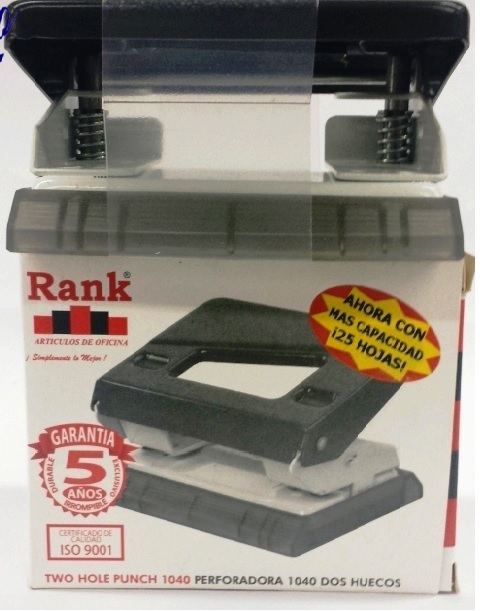 Rank®
ARTICULOS DE OFICINA
¡ Simplemente lo Mejor !
AHORA CON
MAS CAPACIDAD
¡25 HOJAS!
GARANTIA
5
AÑOS
DURABLE
IRROMPIBLE
EXCLUSIVO
CERTIFICADO DE
CALIDAD
ISO 9001
TWO HOLE PUNCH 1040 PERFORADORA 1040 DOS HUECOS